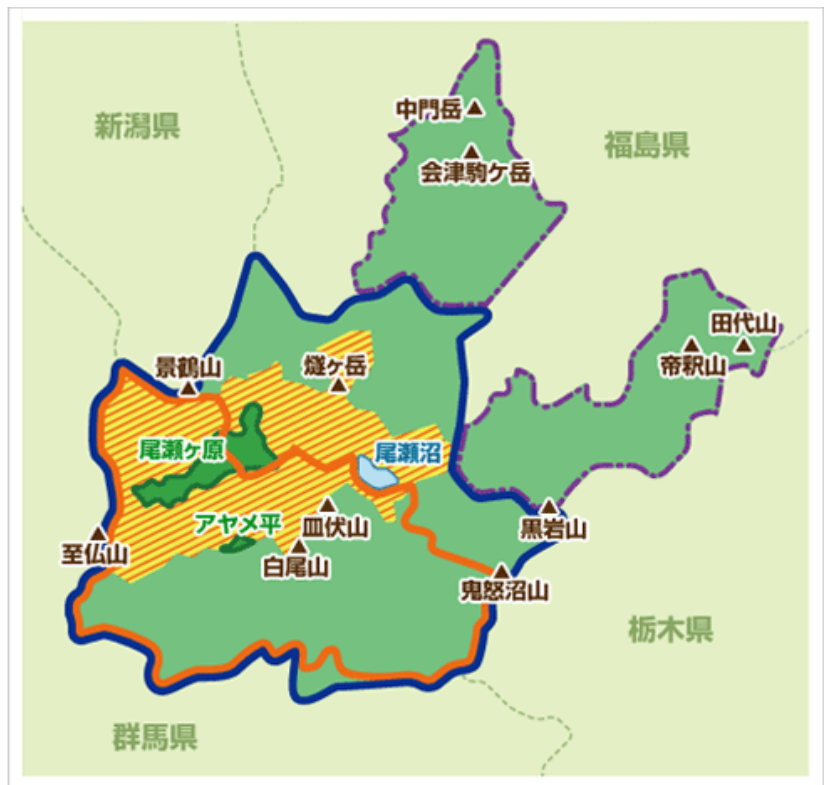 中門岳
新潟県
福島県
会津駒ケ岳
田代山
景鶴山
燧ヶ岳
帝釈山
尾瀬ヶ原
尾瀬沼
アヤメ平
皿伏山
黒岩山
至仏山
白尾山
鬼怒沼山
栃木県
群馬県